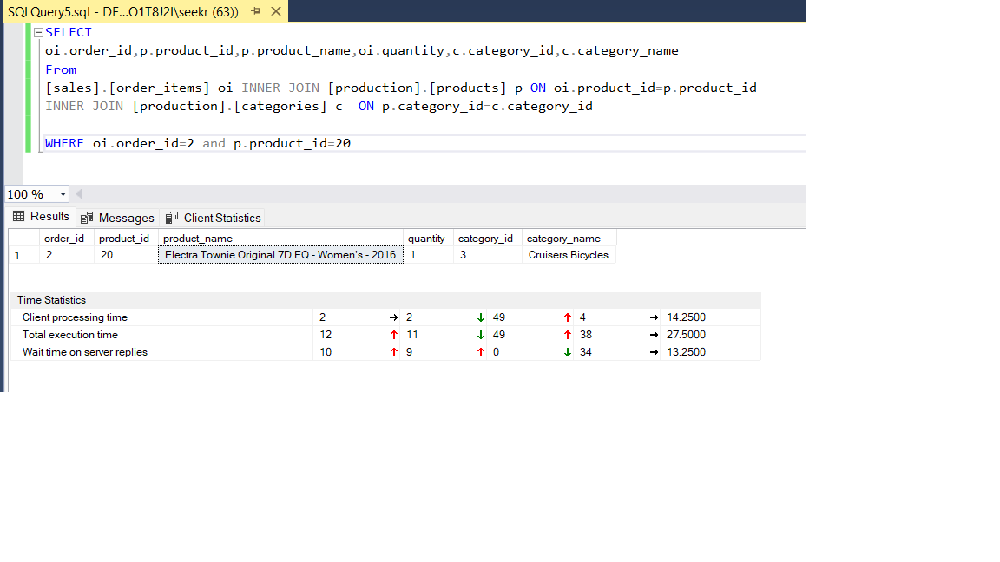 SQLQuery5.sql - DE...O1T8J2I\seekr (63))
SELECT
oi.order_id,p.product_id,p.product_name,oi.quantity,c.category_id,c.category_name
From
[sales].[order_items] oi INNER JOIN [production].[products] p ON oi.product_id=p.product_id
INNER JOIN [production].[categories] c  ON p.category_id=c.category_id
WHERE oi.order_id=2 and p.product_id=20
100 %
Results Messages Client Statistics
order_id product_id product_name quantity category_id category_name
1 2 20 Electra Townie Original 7D EQ - Women's - 2016 1 3 Cruisers Bicycles
Time Statistics
Client processing time 2 → 2 ↓ 49 ↑ 4 → 14.2500
Total execution time 12 ↑ 11 ↓ 49 ↑ 38 → 27.5000
Wait time on server replies 10 ↑ 9 ↑ 0 ↓ 34 → 13.2500